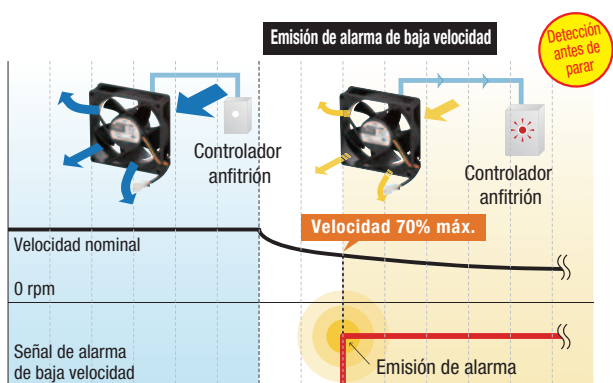 Emisión de alarma de baja velocidad
Detección
antes de
parar
Controlador
anfitrión
Controlador
anfitrión
Velocidad 70% máx.
Velocidad nominal
0 rpm
Señal de alarma
de baja velocidad
Emisión de alarma